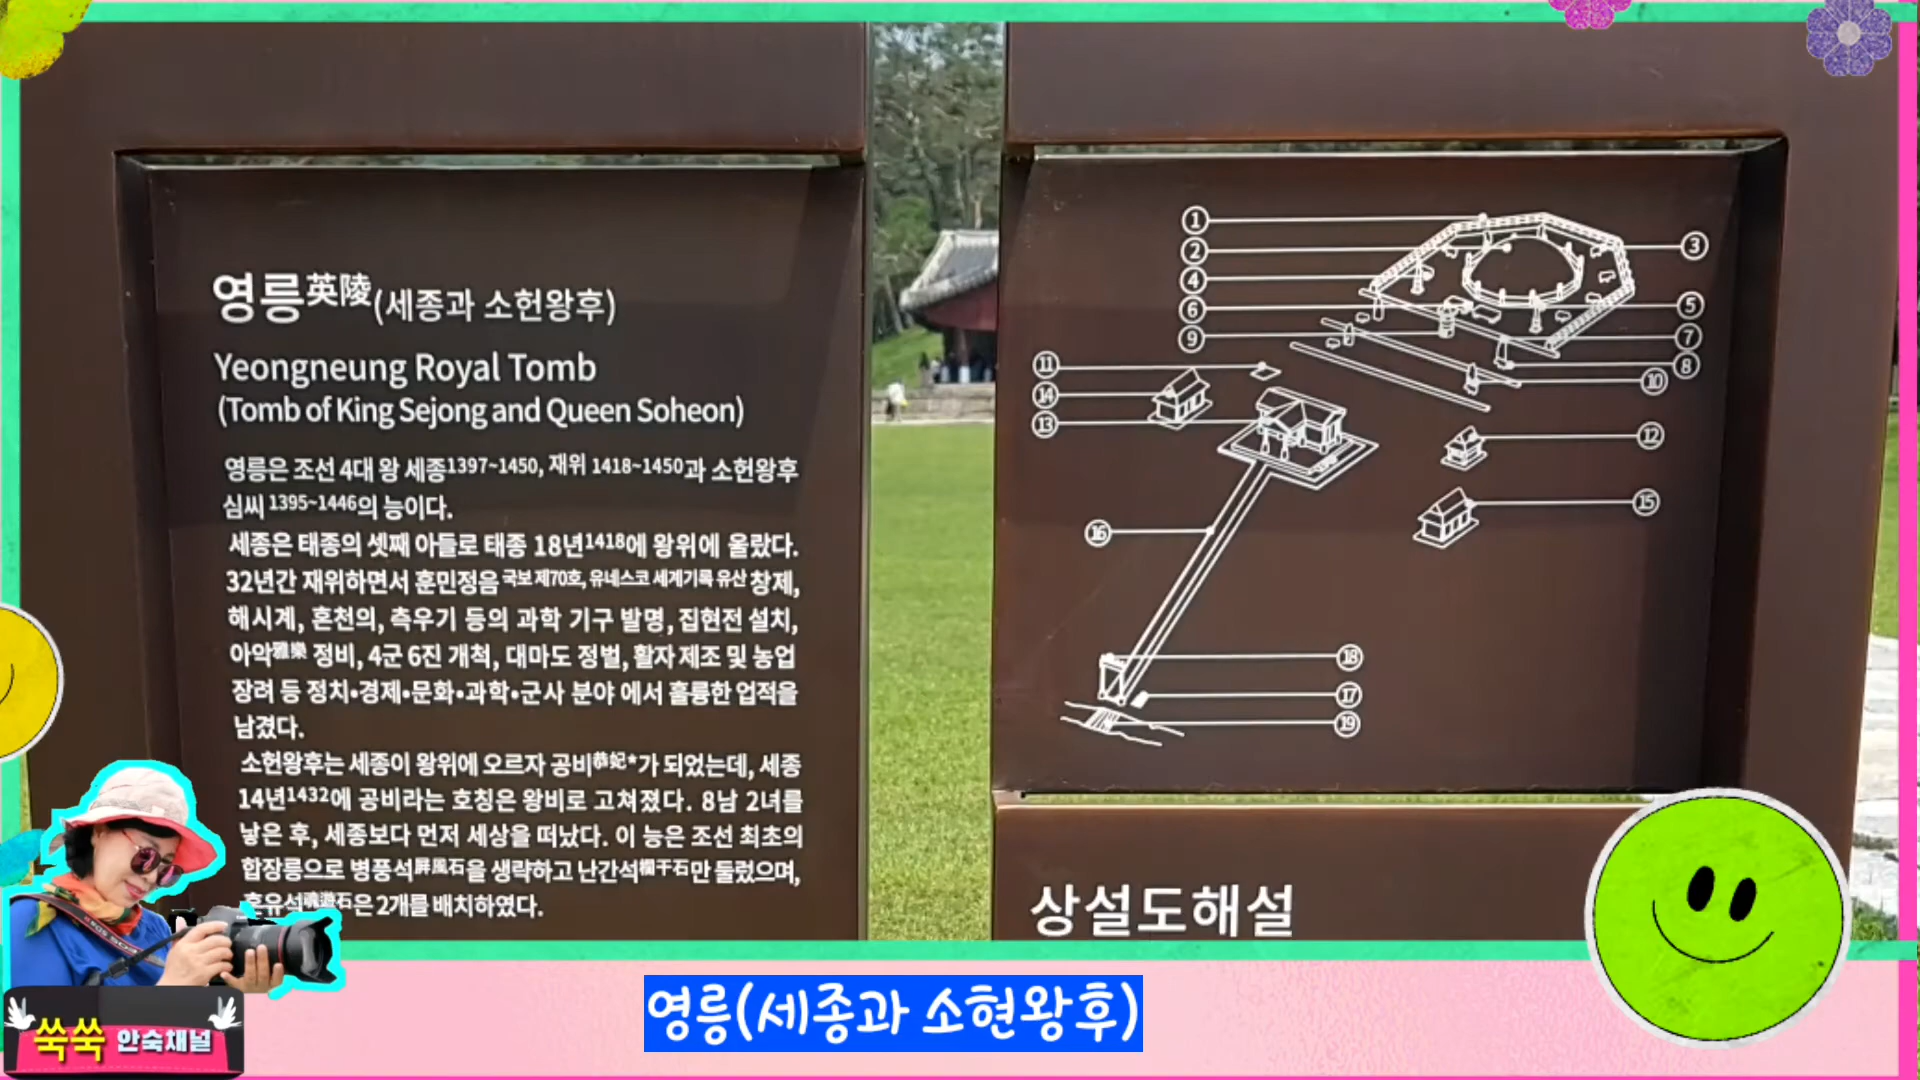 영릉英陵(세종과 소헌왕후)
Yeongneung Royal Tomb
(Tomb of King Sejong and Queen Soheon)
영릉은 조선 4대 왕 세종1397~1450, 재위 1418~1450과 소헌왕후
심씨 1395~1446의 능이다.
세종은 태종의 셋째 아들로 태종 18년1418에 왕위에 올랐다.
32년간 재위하면서 훈민정음 국보 제70호, 유네스코 세계기록 유산 창제,
해시계, 혼천의, 측우기 등의 과학 기구 발명, 집현전 설치,
아악雅樂 정비, 4군 6진 개척, 대마도 정벌, 활자 제조 및 농업
장려 등 정치•경제•문화•과학•군사 분야 에서 훌륭한 업적을
남겼다.
소헌왕후는 세종이 왕위에 오르자 공비恭妃*가 되었는데, 세종
14년1432에 공비라는 호칭은 왕비로 고쳐졌다. 8남 2녀를
낳은 후, 세종보다 먼저 세상을 떠났다. 이 능은 조선 최초의
합장릉으로 병풍석屛風石을 생략하고 난간석欄干石만 둘렀으며,
혼유석魂遊石은 2개를 배치하였다.
① ② ③ ④ ⑤ ⑥ ⑦ ⑨ ⑧ ⑩ ⑪ ⑭ ⑬ ⑫ ⑮ ⑯ ⑱ ⑰ ⑲
상설도해설
쑥쑥 안숙채널
영릉(세종과 소현왕후)